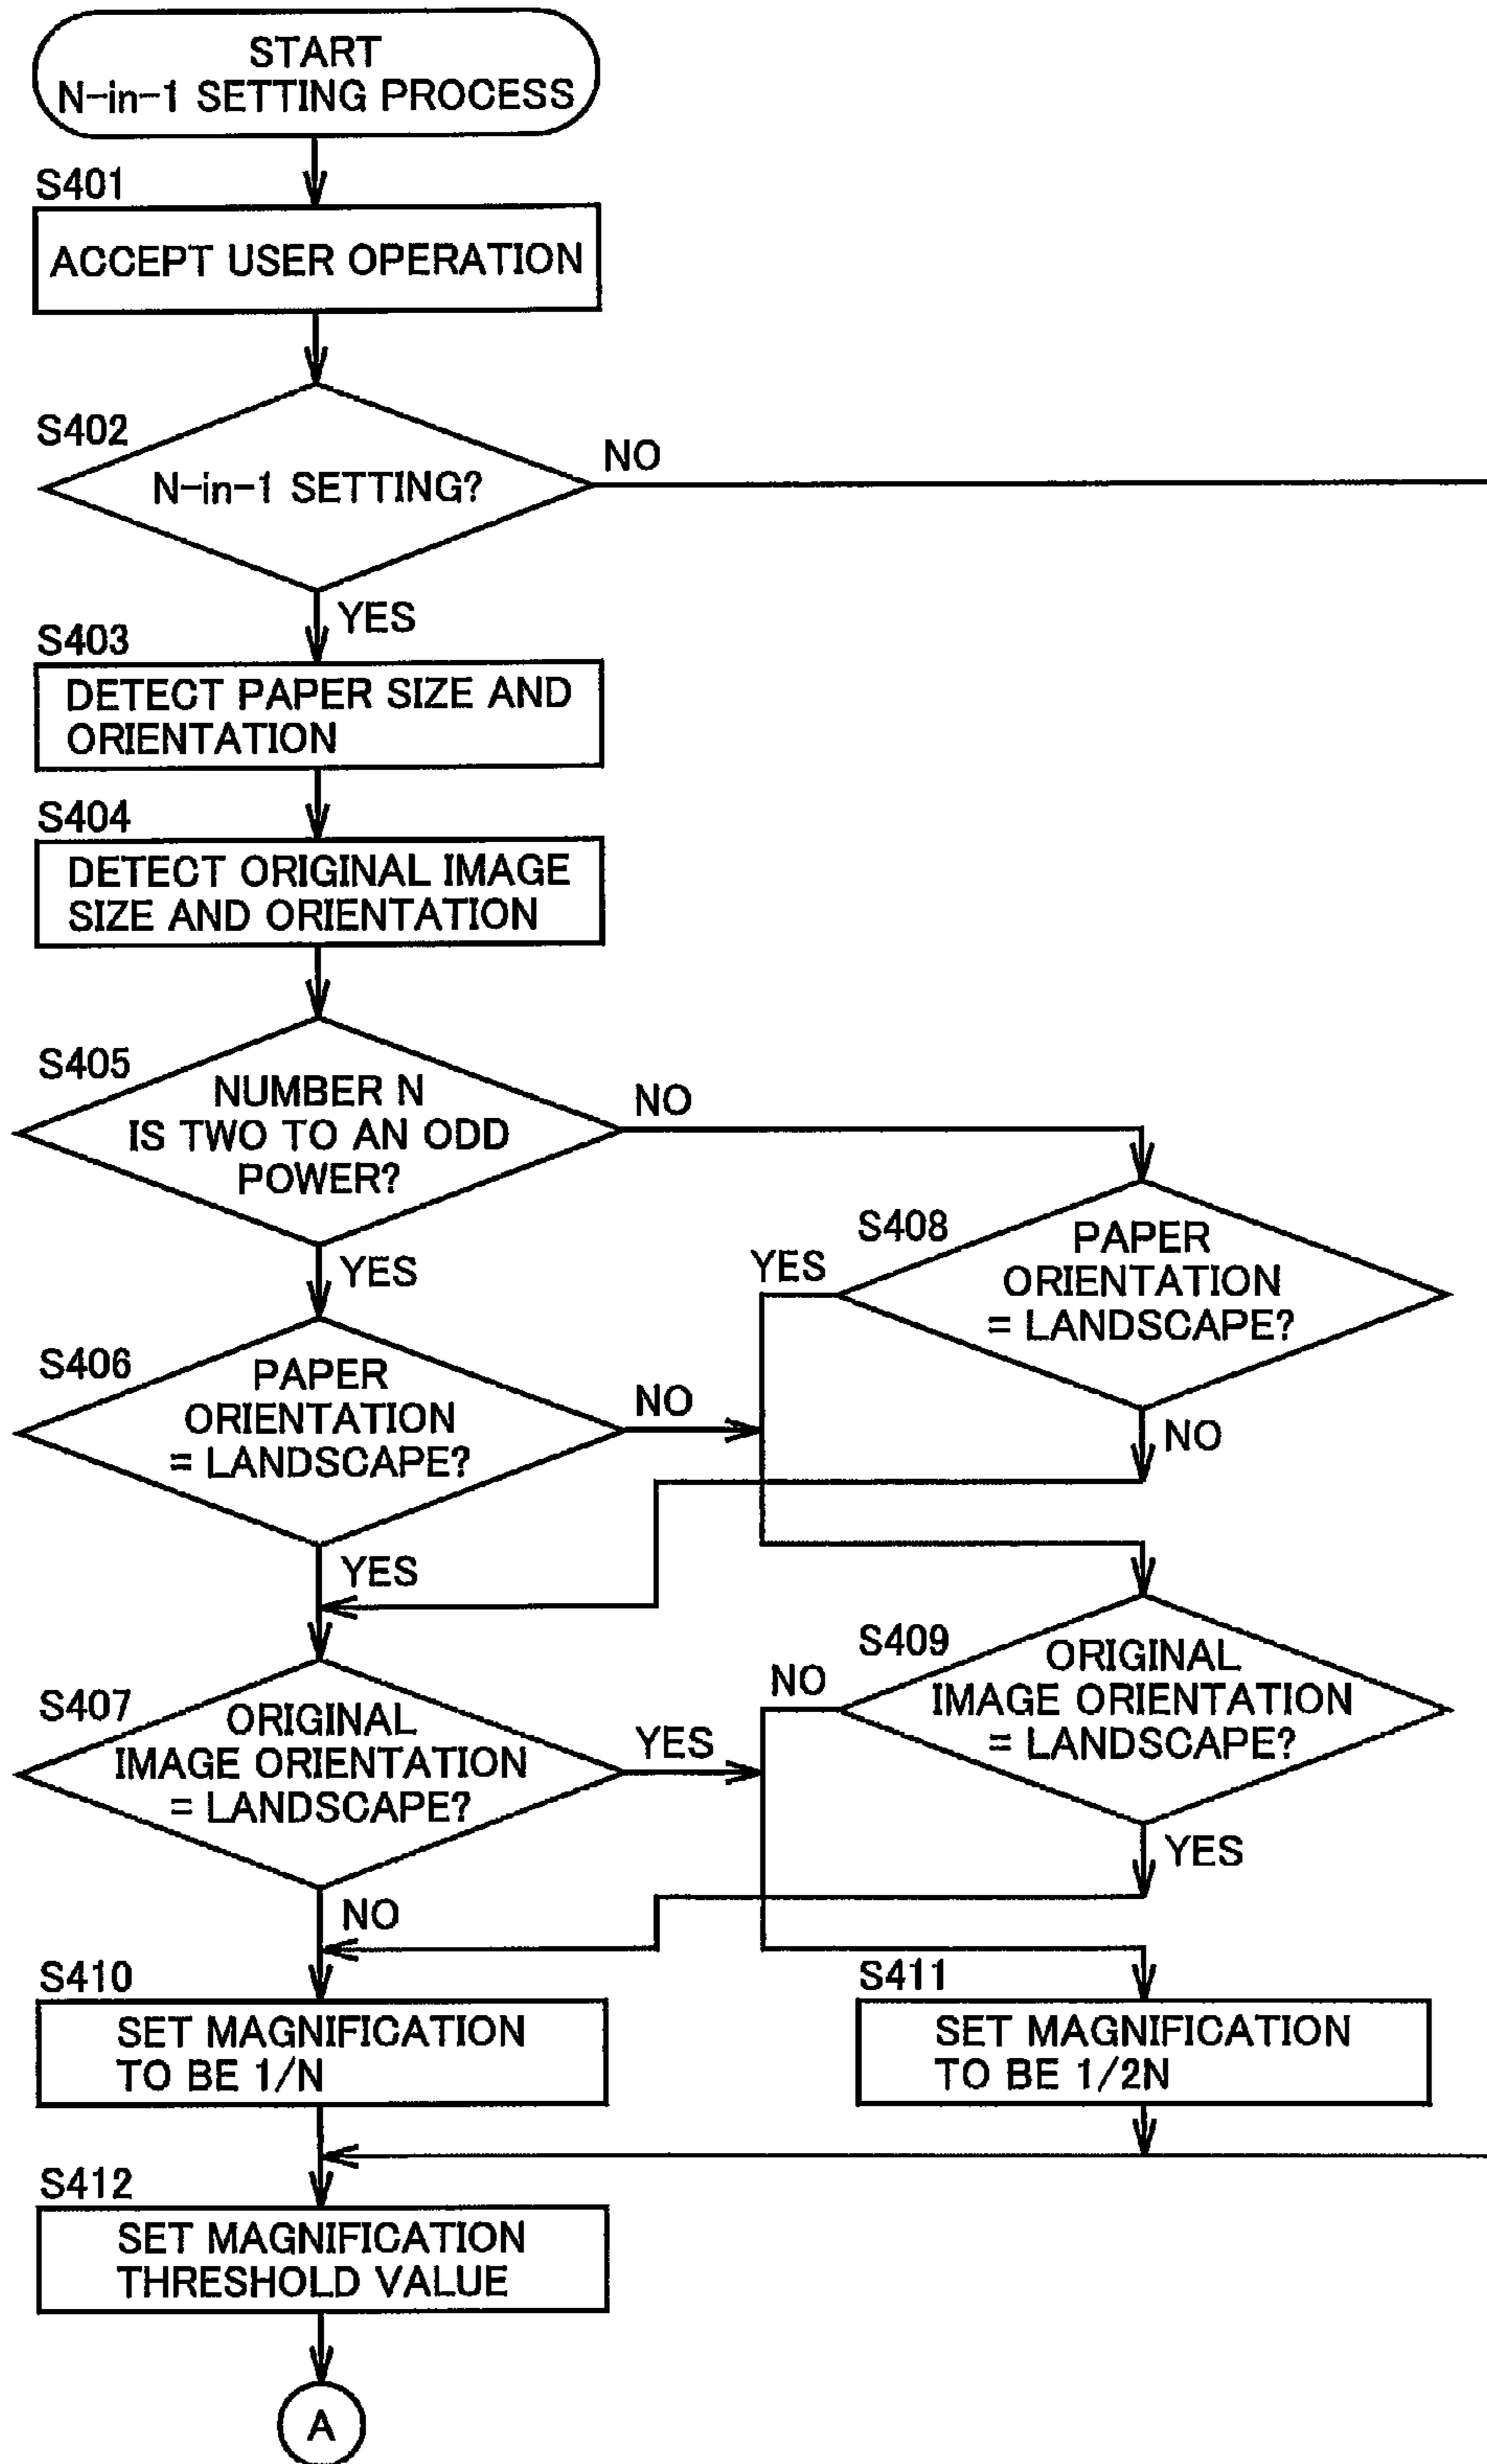 START
N-in-1 SETTING PROCESS
S401
ACCEPT USER OPERATION
S402
N-in-1 SETTING?
NO
YES
S403
DETECT PAPER SIZE AND
ORIENTATION
S404
DETECT ORIGINAL IMAGE
SIZE AND ORIENTATION
S405
NUMBER N
IS TWO TO AN ODD
POWER?
NO
YES
S408
PAPER
ORIENTATION
= LANDSCAPE?
YES
NO
S406
PAPER
ORIENTATION
= LANDSCAPE?
NO
YES
S409
ORIGINAL
IMAGE ORIENTATION
= LANDSCAPE?
NO
YES
S407
ORIGINAL
IMAGE ORIENTATION
= LANDSCAPE?
YES
NO
S410
SET MAGNIFICATION
TO BE 1/N
S411
SET MAGNIFICATION
TO BE 1/2N
S412
SET MAGNIFICATION
THRESHOLD VALUE
A